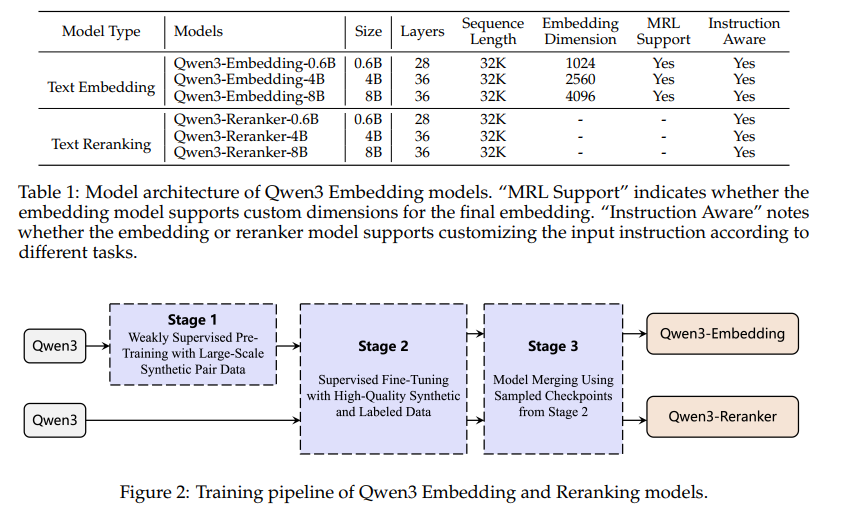 Model Type Models Size Layers Sequence Length Embedding Dimension MRL Support Instruction Aware
Text Embedding
Qwen3-Embedding-0.6B 0.6B 28 32K 1024 Yes Yes
Qwen3-Embedding-4B 4B 36 32K 2560 Yes Yes
Qwen3-Embedding-8B 8B 36 32K 4096 Yes Yes
Text Reranking
Qwen3-Reranker-0.6B 0.6B 28 32K - - Yes
Qwen3-Reranker-4B 4B 36 32K - - Yes
Qwen3-Reranker-8B 8B 36 32K - - Yes
Table 1: Model architecture of Qwen3 Embedding models. “MRL Support” indicates whether the
embedding model supports custom dimensions for the final embedding. “Instruction Aware” notes
whether the embedding or reranker model supports customizing the input instruction according to
different tasks.
Qwen3
Stage 1
Weakly Supervised Pre-
Training with Large-Scale
Synthetic Pair Data
Qwen3
Stage 2
Supervised Fine-Tuning
with High-Quality Synthetic
and Labeled Data
Stage 3
Model Merging Using
Sampled Checkpoints
from Stage 2
Qwen3-Embedding
Qwen3-Reranker
Figure 2: Training pipeline of Qwen3 Embedding and Reranking models.